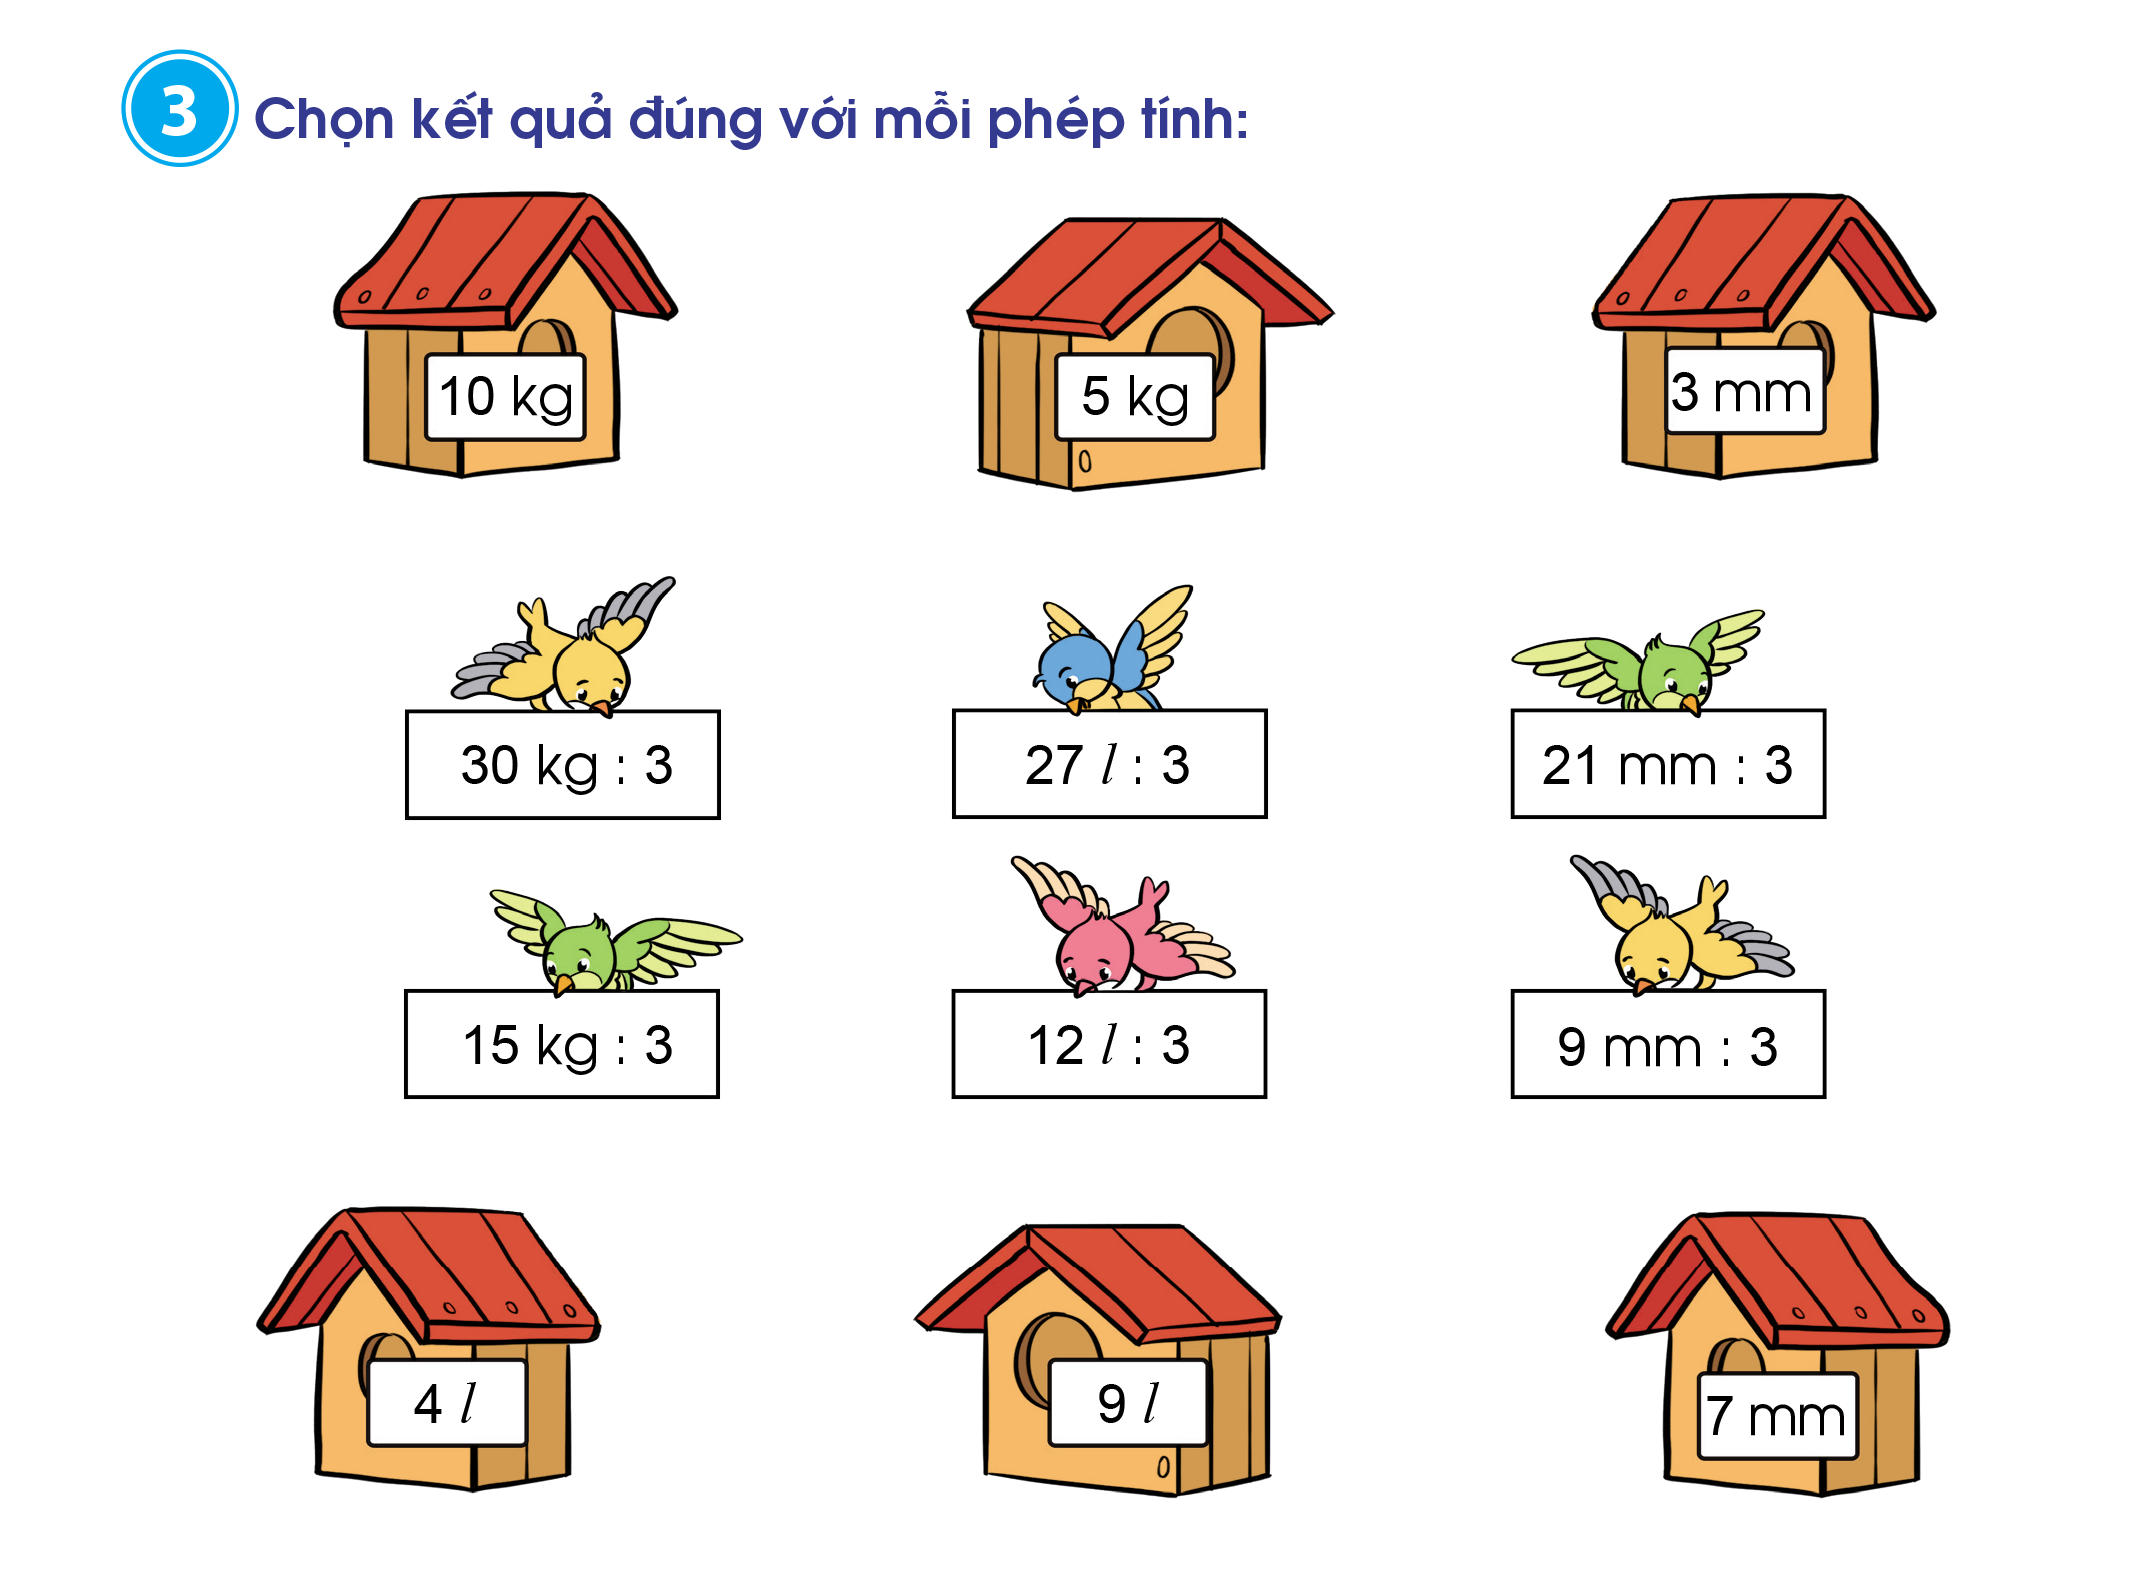 3 Chọn kết quả đúng với mỗi phép tính:
10 kg
5 kg
3 mm
30 kg : 3
27 l : 3
21 mm : 3
15 kg : 3
12 l : 3
9 mm : 3
4 l
9 l
7 mm